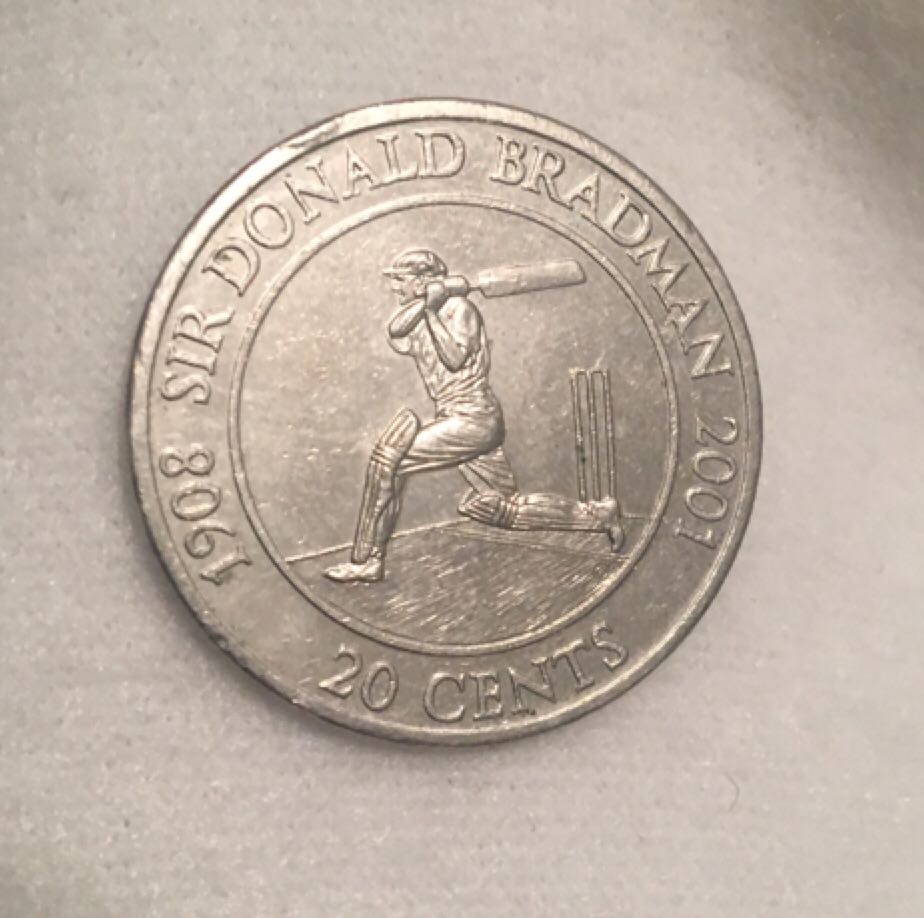 1908 SIR DONALD BRADMAN 2001
20 CENTS